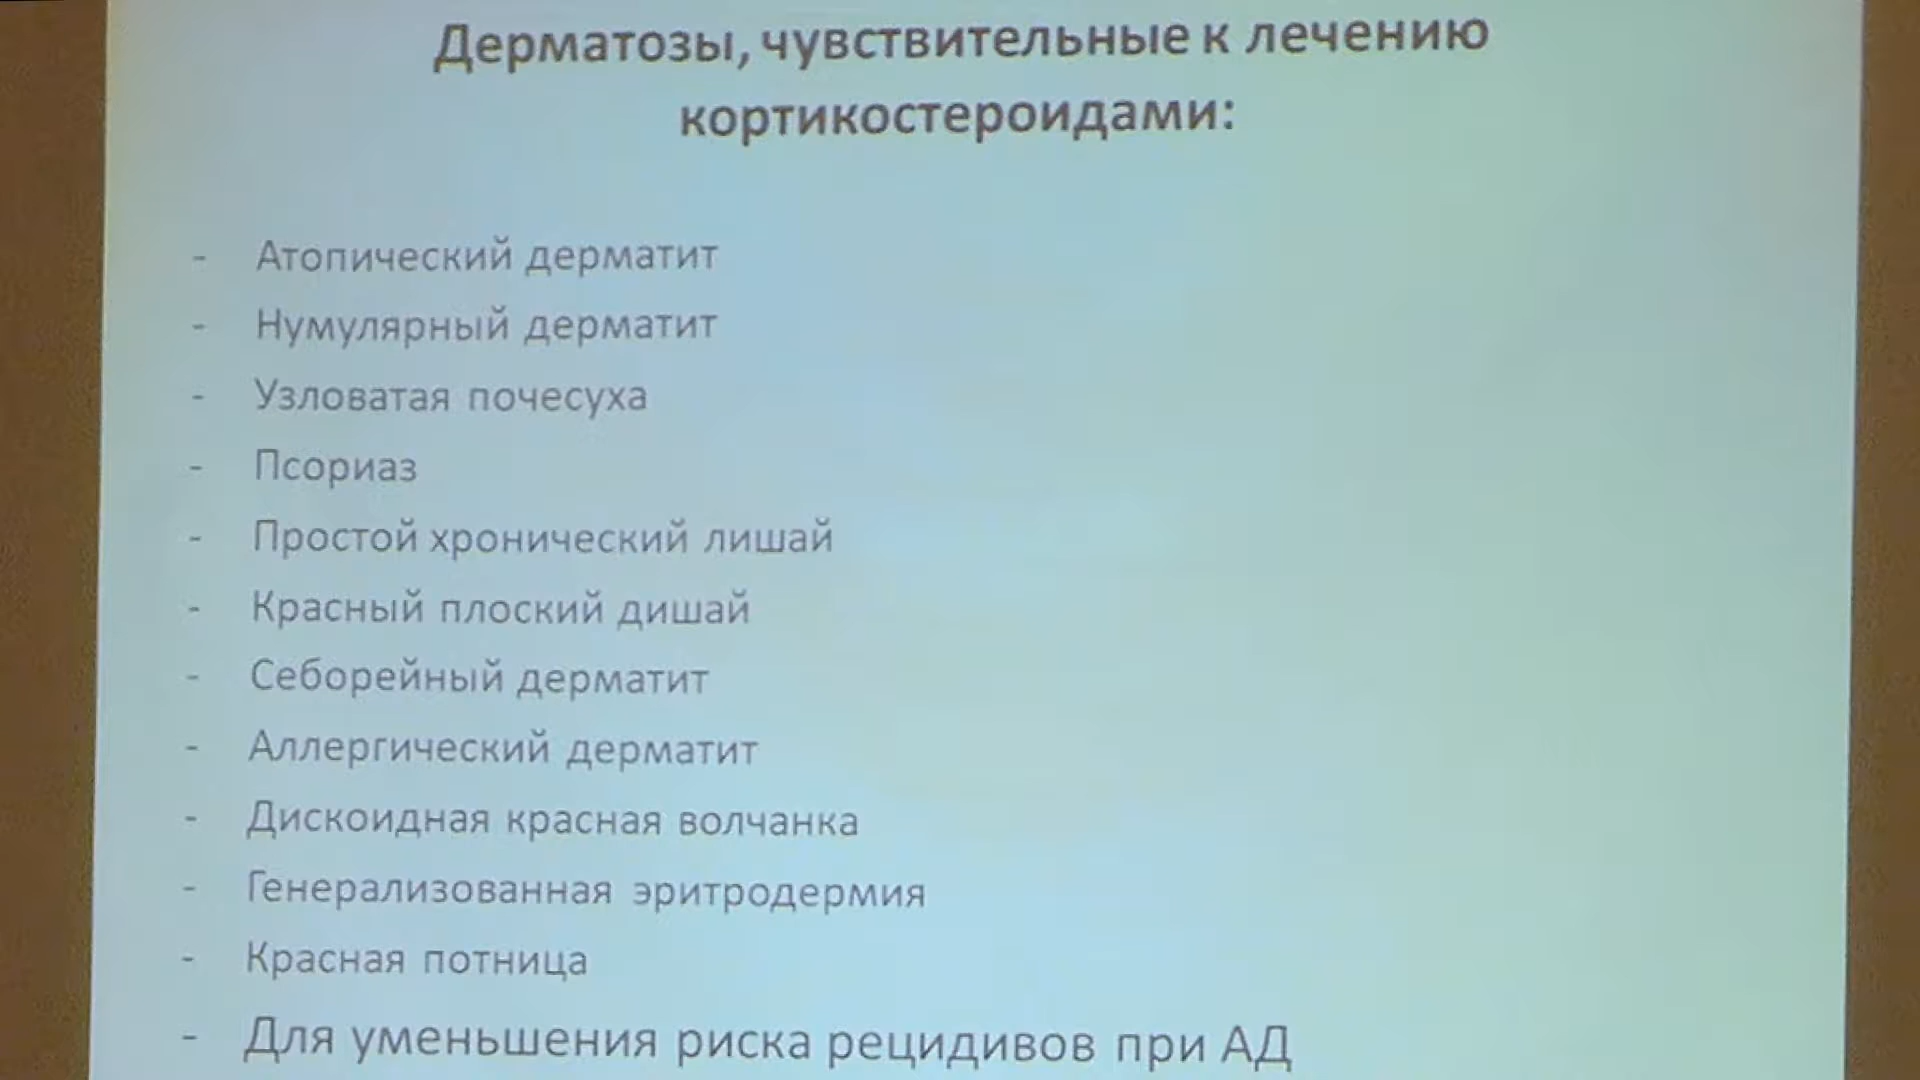 Дерматозы, чувствительные к лечению
кортикостероидами:
- Атопический дерматит
- Нумулярный дерматит
- Узловатая почесуха
- Псориаз
- Простой хронический лишай
- Красный плоский дишай
- Себорейный дерматит
- Аллергический дерматит
- Дискоидная красная волчанка
- Генерализованная эритродермия
- Красная потница
- Для уменьшения риска рецидивов при АД